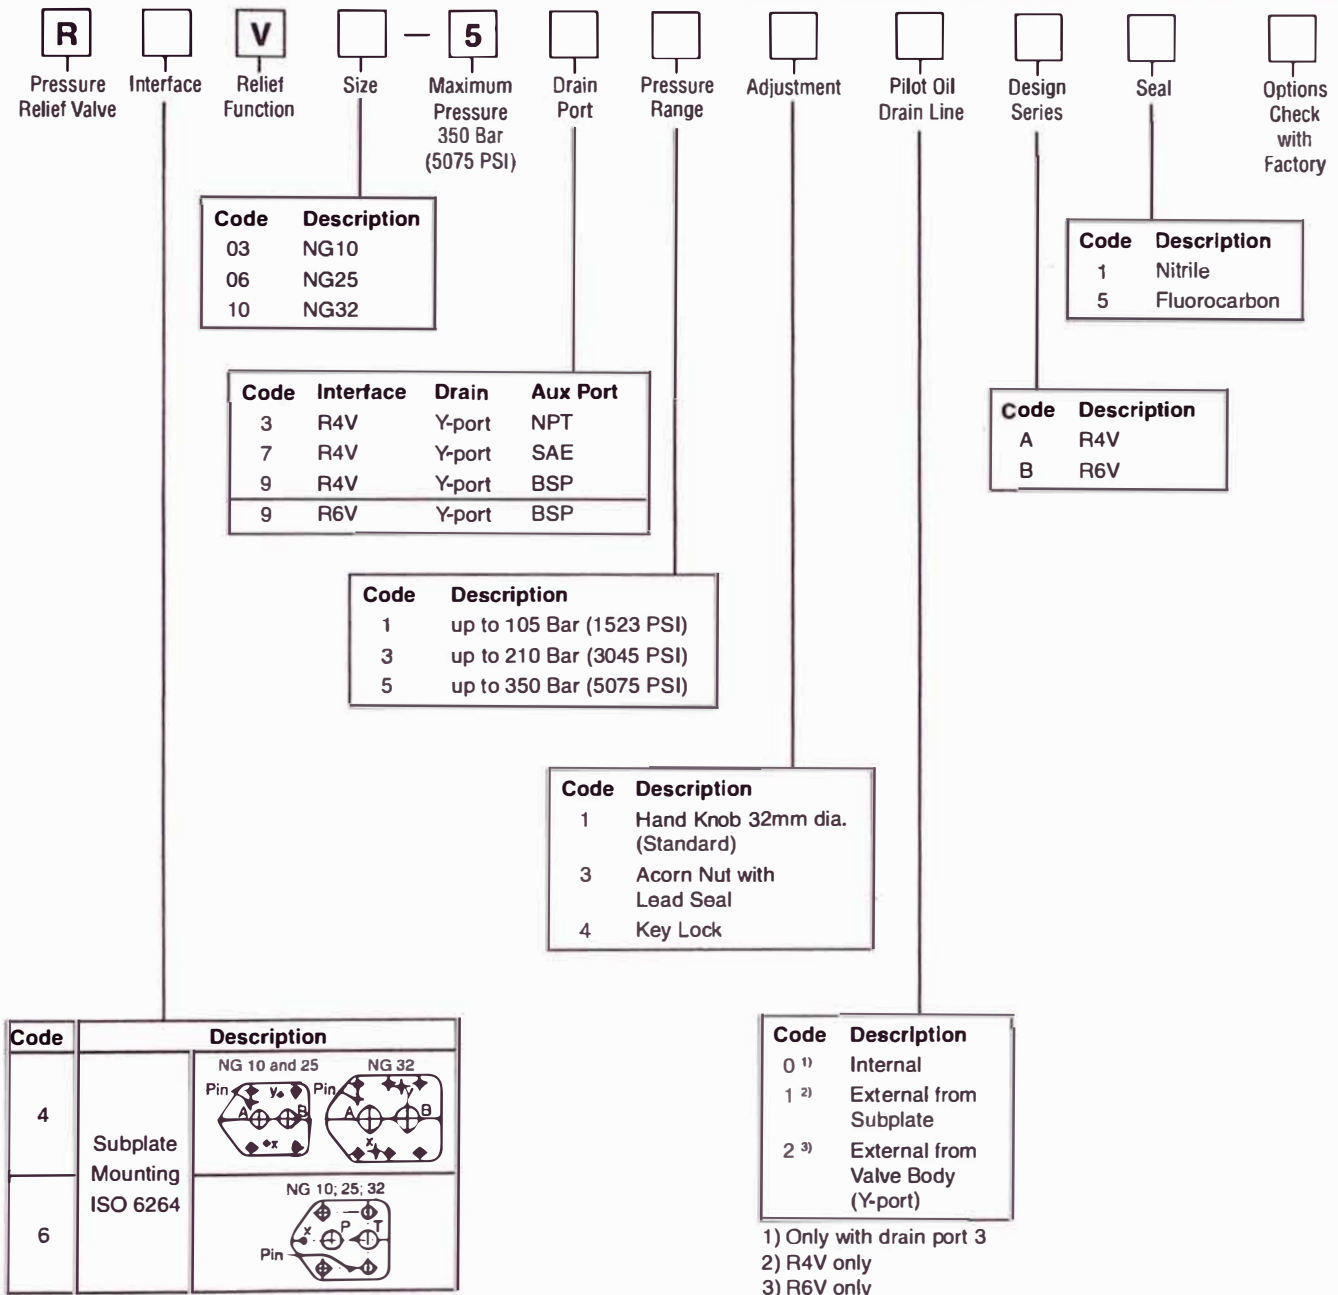 R V – 5
Pressure Relief Valve
Interface
Relief Function
Size
Maximum Pressure 350 Bar (5075 PSI)
Drain Port
Pressure Range
Adjustment
Pilot Oil Drain Line
Design Series
Seal
Options Check with Factory
Code Description
03 NG10
06 NG25
10 NG32
Code Description
1 Nitrile
5 Fluorocarbon
Code Interface Drain Aux Port
3 R4V Y-port NPT
7 R4V Y-port SAE
9 R4V Y-port BSP
9 R6V Y-port BSP
Code Description
A R4V
B R6V
Code Description
1 up to 105 Bar (1523 PSI)
3 up to 210 Bar (3045 PSI)
5 up to 350 Bar (5075 PSI)
Code Description
1 Hand Knob 32mm dia.
(Standard)
3 Acorn Nut with
Lead Seal
4 Key Lock
Code Description
4
6
Subplate
Mounting
ISO 6264
NG 10 and 25
Pin y A B x
NG 32
Pin y A B x
NG 10; 25; 32
x P T
Pin
Code Description
0 1) Internal
1 2) External from
Subplate
2 3) External from
Valve Body
(Y-port)
1) Only with drain port 3
2) R4V only
3) R6V only